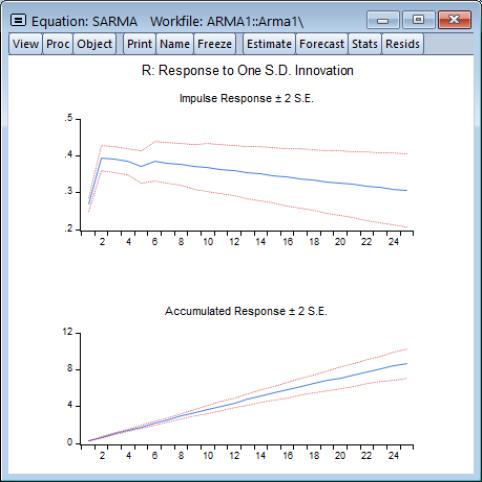 Equation: SARMA Workfile: ARMA1::Arma1\
View Proc Object Print Name Freeze Estimate Forecast Stats Resids
R: Response to One S.D. Innovation
Impulse Response ± 2 S.E.
.5
.4
.3
.2
2 4 6 8 10 12 14 16 18 20 22 24
Accumulated Response ± 2 S.E.
12
8
4
0
2 4 6 8 10 12 14 16 18 20 22 24